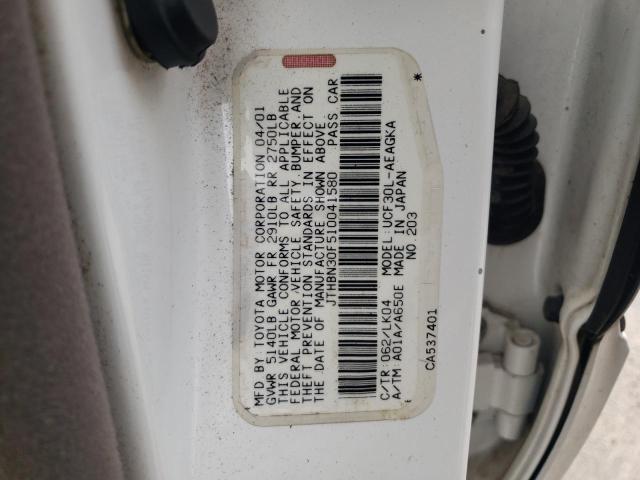 MFD BY TOYOTA MOTOR CORPORATION 04/01
GVWR 5140LB GAWR FR 2910LB RR 2750LB
THIS VEHICLE CONFORMS TO ALL APPLICABLE
FEDERAL MOTOR VEHICLE SAFETY, BUMPER, AND
THEFT PREVENTION STANDARDS IN EFFECT ON
THE DATE OF MANUFACTURE SHOWN ABOVE.
JTHBN30F510041580 PASS CAR
*
C/TR: 062/LK04 MODEL: UCF30L-AEAGKA
A/TM: A01A/A650E MADE IN JAPAN
NO. 203
CA537401